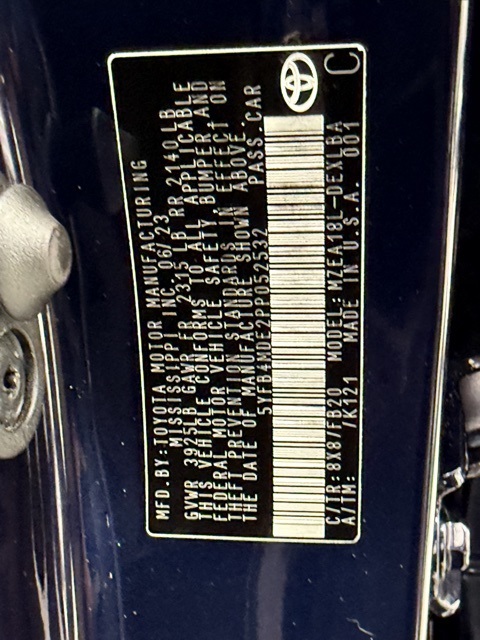 MFD.BY:TOYOTA MOTOR MANUFACTURING
MISSISSIPPI INC. 06/23
GVWR 3925LB GAWR FR 2315 LB RR 2140LB
THIS VEHICLE CONFORMS TO ALL APPLICABLE
FEDERAL MOTOR VEHICLE SAFETY, BUMPER AND
THEFT PREVENTION STANDARDS IN EFFECT ON
THE DATE OF MANUFACTURE SHOWN ABOVE.
5YFB4MDE2PP052532 PASS.CAR
C/TR:8X8/FB20 MODEL:MZEA18L-DEXLBA
A/TM: /K121 MADE IN U.S.A. 001
C